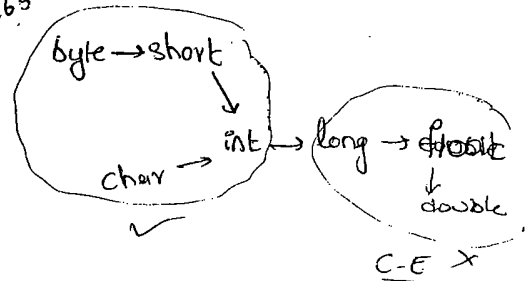 byte → short
int → long → float
char →
double
C-E ×